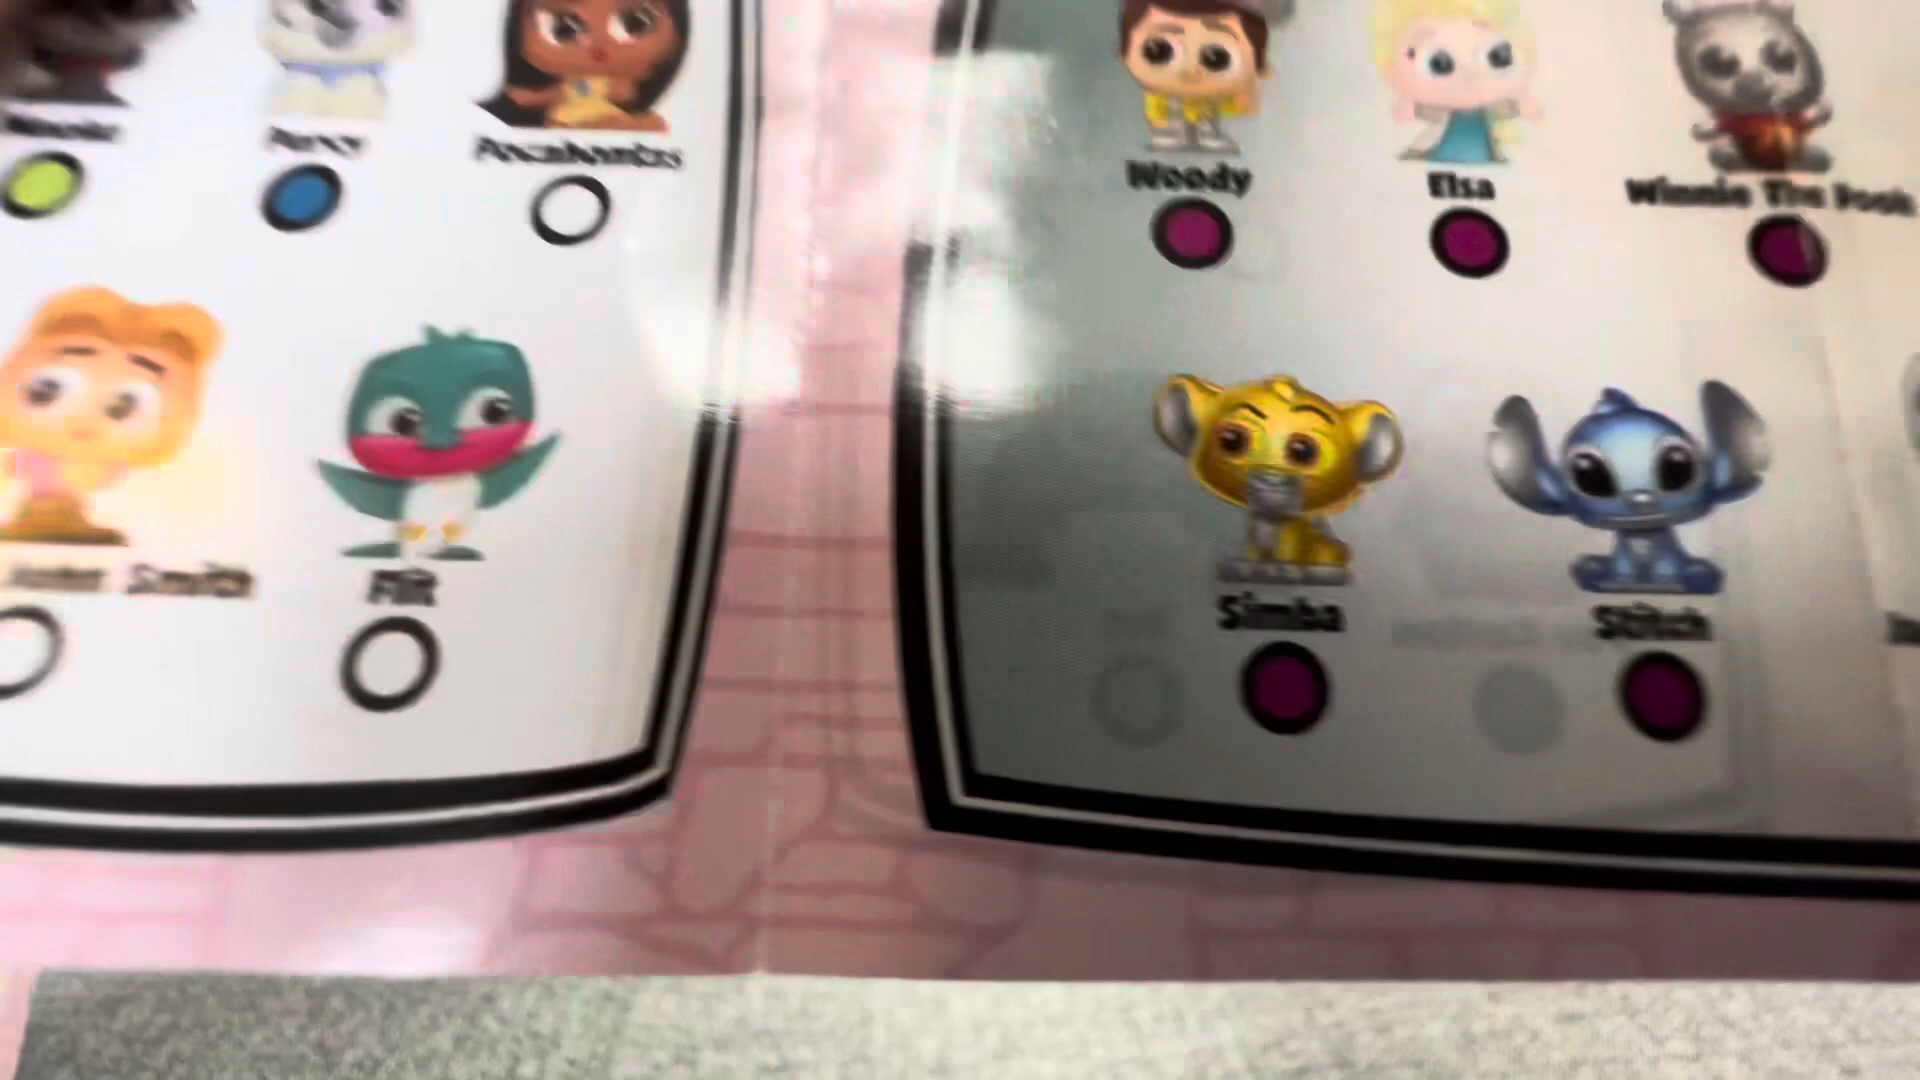 Percy
Pocahontas
Smith
Flit
Woody
Elsa
Winnie The Pooh
Simba
Stitch